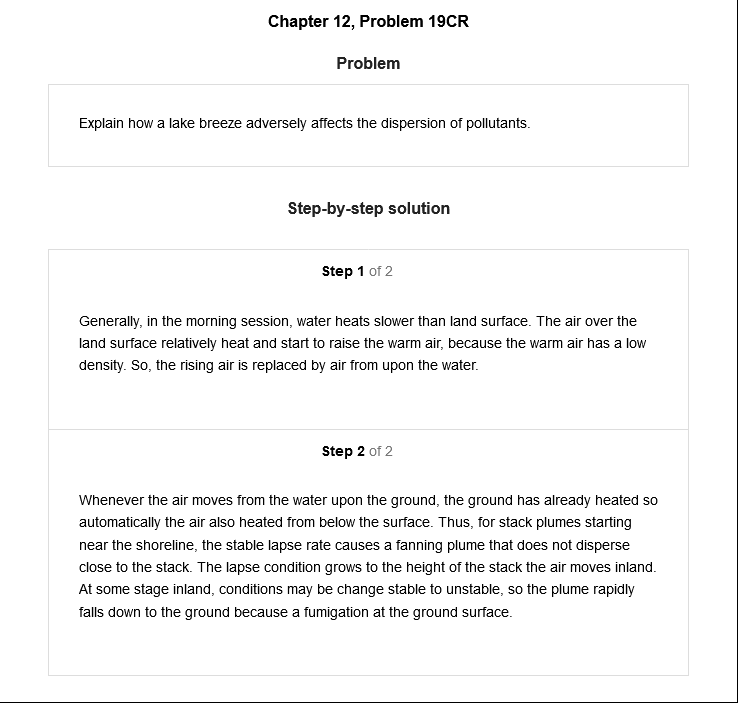 Chapter 12, Problem 19CR
Problem
Explain how a lake breeze adversely affects the dispersion of pollutants.
Step-by-step solution
Step 1 of 2
Generally, in the morning session, water heats slower than land surface. The air over the
land surface relatively heat and start to raise the warm air, because the warm air has a low
density. So, the rising air is replaced by air from upon the water.
Step 2 of 2
Whenever the air moves from the water upon the ground, the ground has already heated so
automatically the air also heated from below the surface. Thus, for stack plumes starting
near the shoreline, the stable lapse rate causes a fanning plume that does not disperse
close to the stack. The lapse condition grows to the height of the stack the air moves inland.
At some stage inland, conditions may be change stable to unstable, so the plume rapidly
falls down to the ground because a fumigation at the ground surface.